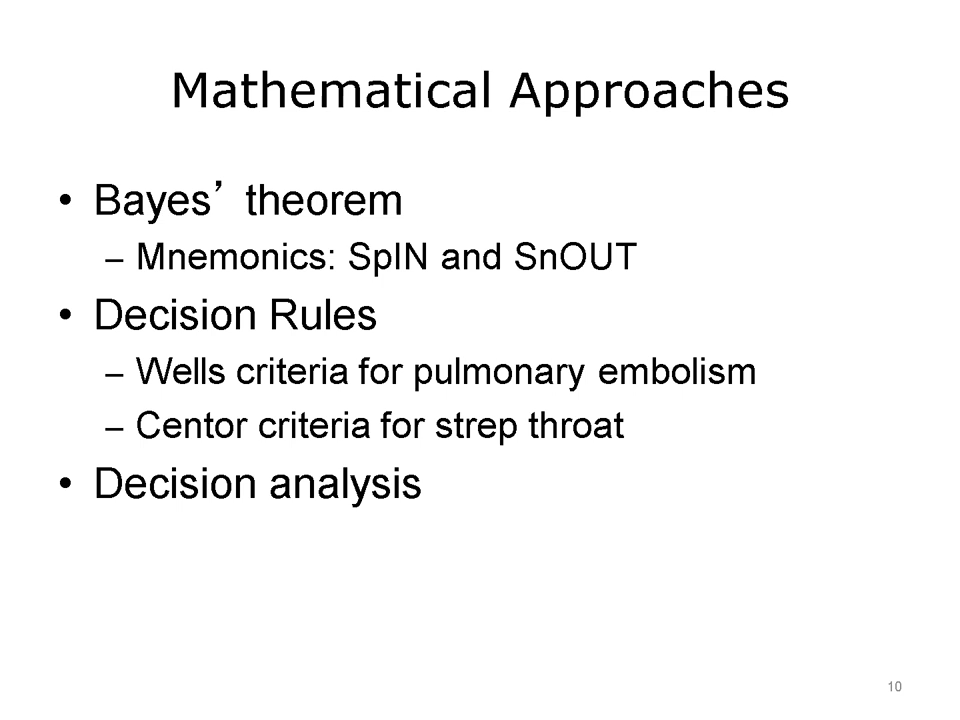 Mathematical Approaches
• Bayes’ theorem
– Mnemonics: SpIN and SnOUT
• Decision Rules
– Wells criteria for pulmonary embolism
– Centor criteria for strep throat
• Decision analysis
10